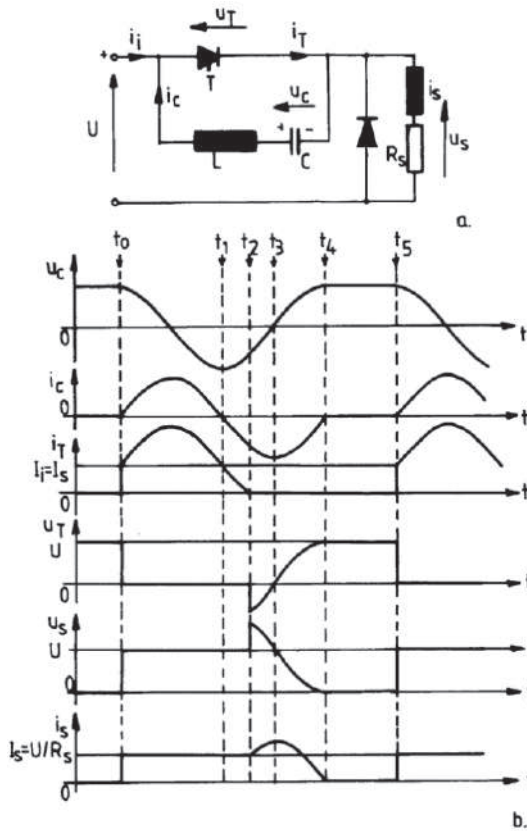 u_T
i_i i_T
+ T
i_c u_c i_s
U + - u_s
L C R_s
a.
t_0 t_1 t_2 t_3 t_4 t_5
u_c
0 t
i_c
0 t
i_T
I_i=I_s
0 t
u_T
U
0
u_s
U
0
i_s
I_s=U/R_s
0
b.